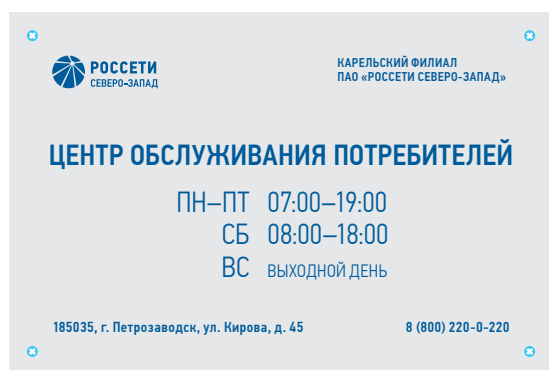 РОССЕТИ
СЕВЕРО-ЗАПАД
КАРЕЛЬСКИЙ ФИЛИАЛ
ПАО «РОССЕТИ СЕВЕРО-ЗАПАД»
ЦЕНТР ОБСЛУЖИВАНИЯ ПОТРЕБИТЕЛЕЙ
ПН–ПТ 07:00–19:00
СБ 08:00–18:00
ВС ВЫХОДНОЙ ДЕНЬ
185035, г. Петрозаводск, ул. Кирова, д. 45 8 (800) 220-0-220